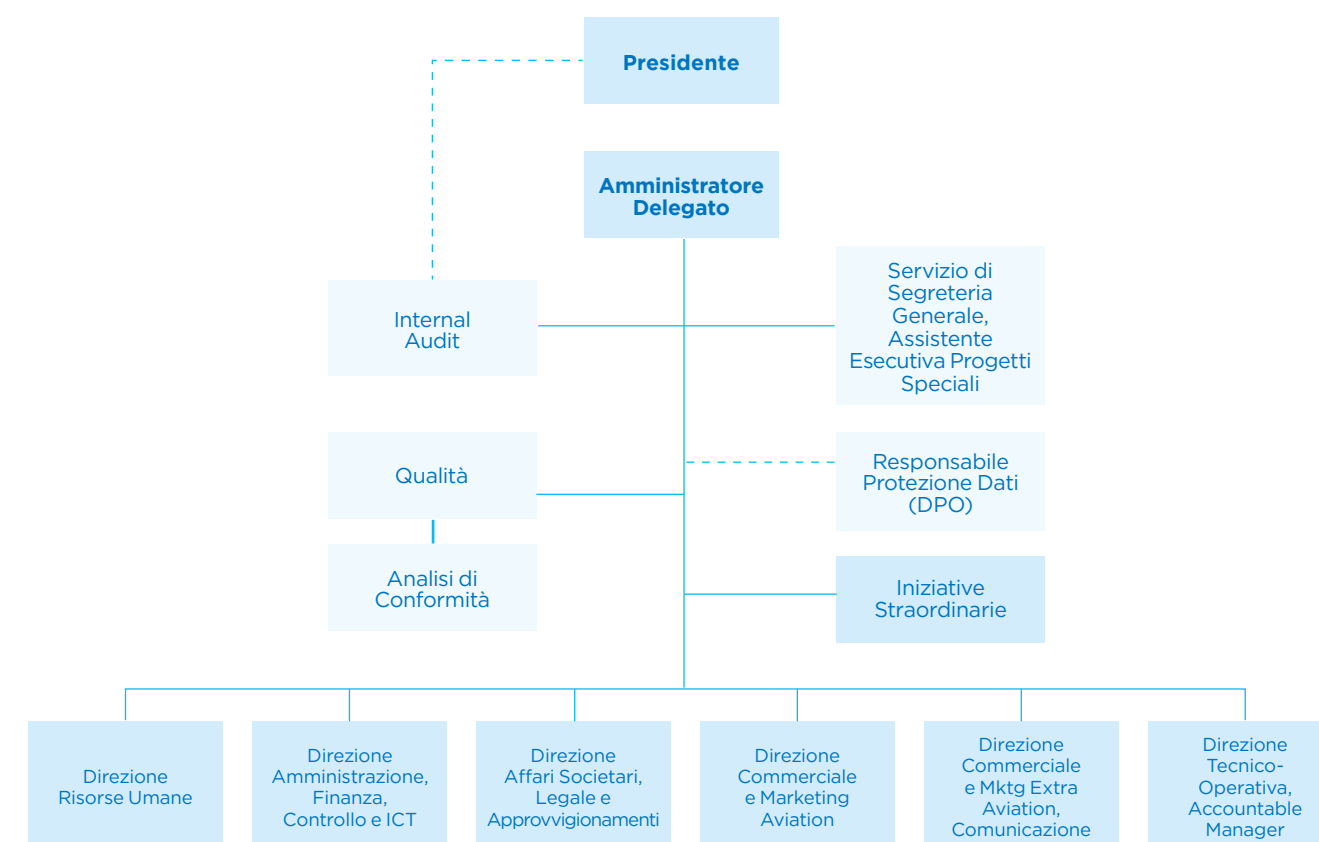 Presidente
Amministratore
Delegato
Internal
Audit
Servizio di
Segreteria
Generale,
Assistente
Esecutiva Progetti
Speciali
Qualità
Responsabile
Protezione Dati
(DPO)
Analisi di
Conformità
Iniziative
Straordinarie
Direzione
Risorse Umane
Direzione
Amministrazione,
Finanza,
Controllo e ICT
Direzione
Affari Societari,
Legale e
Approvvigionamenti
Direzione
Commerciale
e Marketing
Aviation
Direzione
Commerciale
e Mktg Extra
Aviation,
Comunicazione
Direzione
Tecnico-
Operativa,
Accountable
Manager